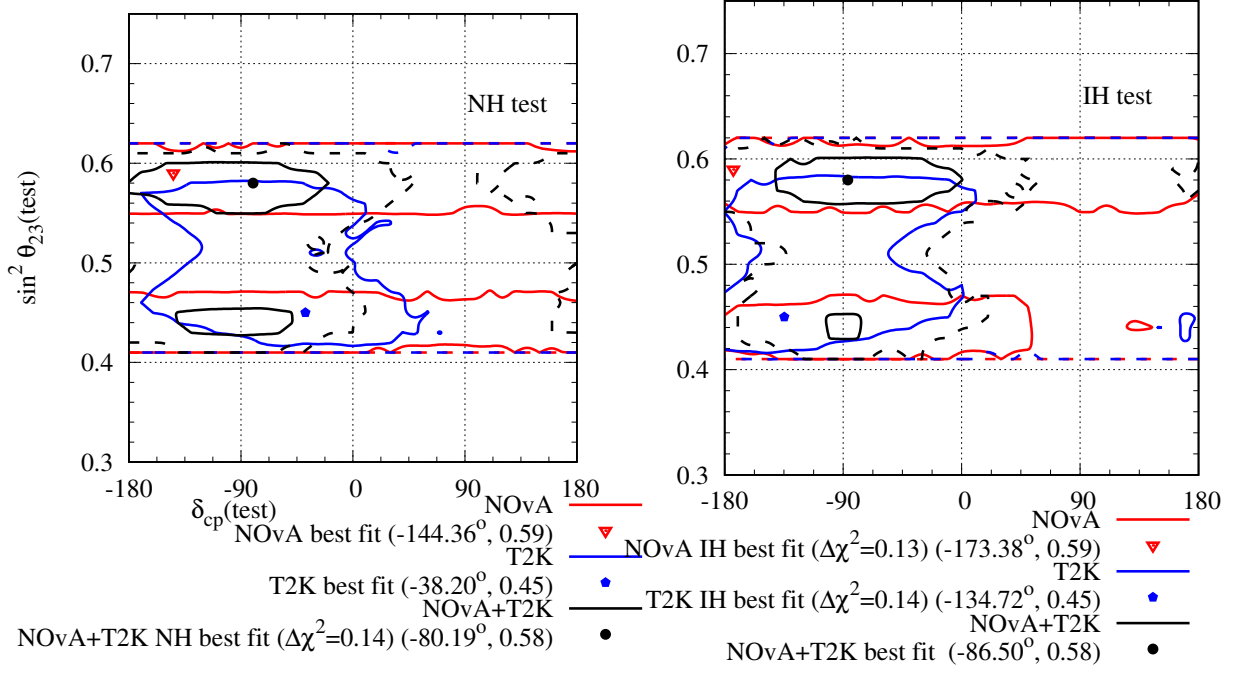 0.7
0.6
0.5
0.4
0.3
sin² θ₂₃(test)
NH test
-180
-90
0
90
180
δcp(test)
NOvA
NOvA best fit (-144.36°, 0.59)
T2K
T2K best fit (-38.20°, 0.45)
NOvA+T2K
NOvA+T2K NH best fit (Δχ²=0.14) (-80.19°, 0.58)
0.7
0.6
0.5
0.4
0.3
IH test
-180
-90
0
90
180
NOvA
NOvA IH best fit (Δχ²=0.13) (-173.38°, 0.59)
T2K
T2K IH best fit (Δχ²=0.14) (-134.72°, 0.45)
NOvA+T2K
NOvA+T2K best fit (-86.50°, 0.58)